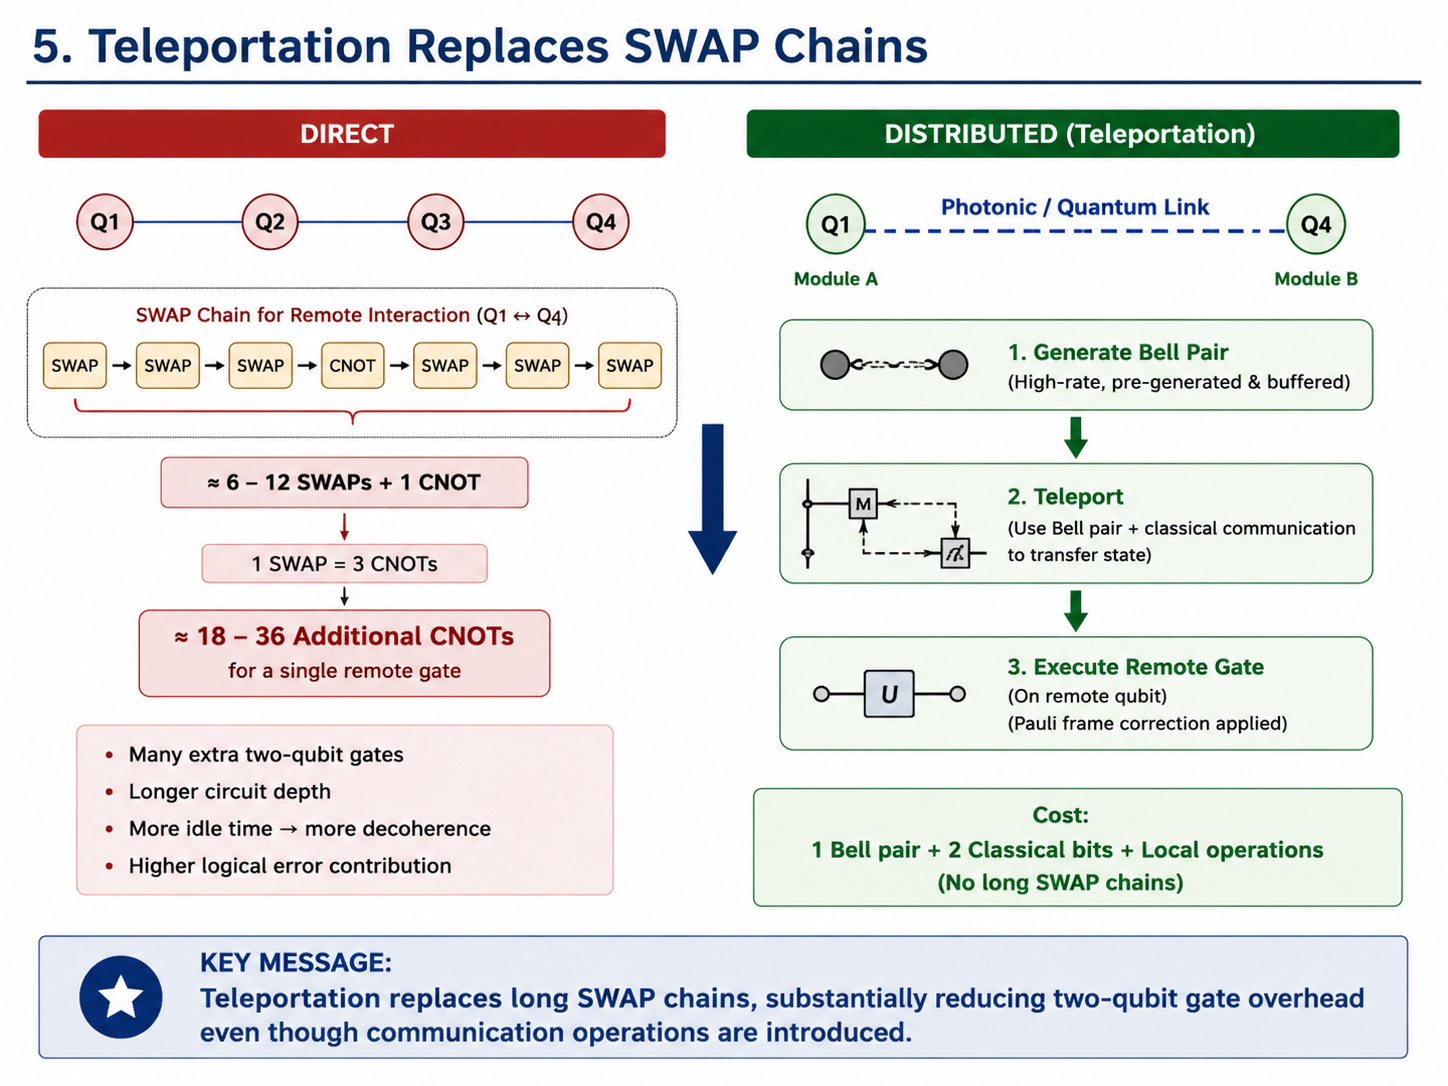 5. Teleportation Replaces SWAP Chains
DIRECT
Q1
Q2
Q3
Q4
SWAP Chain for Remote Interaction (Q1 ↔ Q4)
SWAP
SWAP
SWAP
CNOT
SWAP
SWAP
SWAP
≈ 6 – 12 SWAPs + 1 CNOT
1 SWAP = 3 CNOTs
≈ 18 – 36 Additional CNOTs
for a single remote gate
• Many extra two-qubit gates
• Longer circuit depth
• More idle time → more decoherence
• Higher logical error contribution
DISTRIBUTED (Teleportation)
Q1
Photonic / Quantum Link
Q4
Module A
Module B
1. Generate Bell Pair
(High-rate, pre-generated & buffered)
M
2. Teleport
(Use Bell pair + classical communication
to transfer state)
U
3. Execute Remote Gate
(On remote qubit)
(Pauli frame correction applied)
Cost:
1 Bell pair + 2 Classical bits + Local operations
(No long SWAP chains)
KEY MESSAGE:
Teleportation replaces long SWAP chains, substantially reducing two-qubit gate overhead
even though communication operations are introduced.